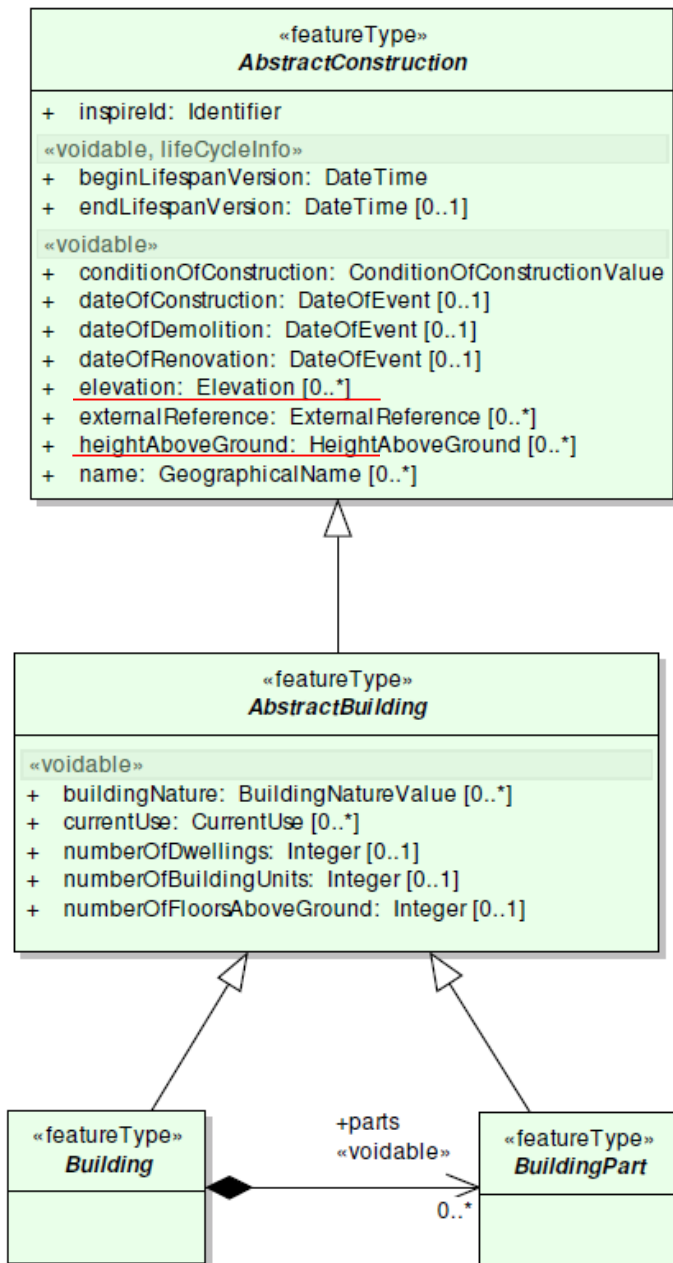 «featureType»
AbstractConstruction
+ inspireId: Identifier
«voidable, lifeCycleInfo»
+ beginLifespanVersion: DateTime
+ endLifespanVersion: DateTime [0..1]
«voidable»
+ conditionOfConstruction: ConditionOfConstructionValue
+ dateOfConstruction: DateOfEvent [0..1]
+ dateOfDemolition: DateOfEvent [0..1]
+ dateOfRenovation: DateOfEvent [0..1]
+ elevation: Elevation [0..*]
+ externalReference: ExternalReference [0..*]
+ heightAboveGround: HeightAboveGround [0..*]
+ name: GeographicalName [0..*]
«featureType»
AbstractBuilding
«voidable»
+ buildingNature: BuildingNatureValue [0..*]
+ currentUse: CurrentUse [0..*]
+ numberOfDwellings: Integer [0..1]
+ numberOfBuildingUnits: Integer [0..1]
+ numberOfFloorsAboveGround: Integer [0..1]
«featureType»
Building
+parts
«voidable»
0..*
«featureType»
BuildingPart